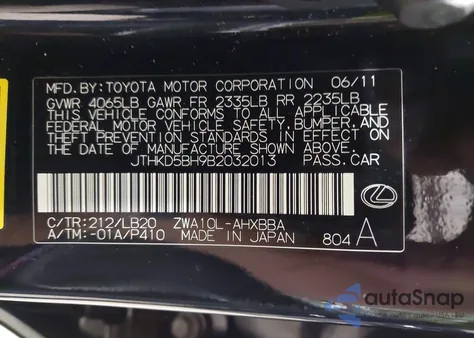 MFD.BY:TOYOTA MOTOR CORPORATION 06/11
GVWR 4065LB GAWR FR 2335LB RR 2235LB
THIS VEHICLE CONFORMS TO ALL APPLICABLE
FEDERAL MOTOR VEHICLE SAFETY, BUMPER, AND
THEFT PREVENTION STANDARDS IN EFFECT ON
THE DATE OF MANUFACTURE SHOWN ABOVE.
JTHKD5BH9B2032013 PASS.CAR
C/TR:212/LB20 ZWA10L-AHXBBA
A/TM:-01A/P410 MADE IN JAPAN 804 A
autoSnap